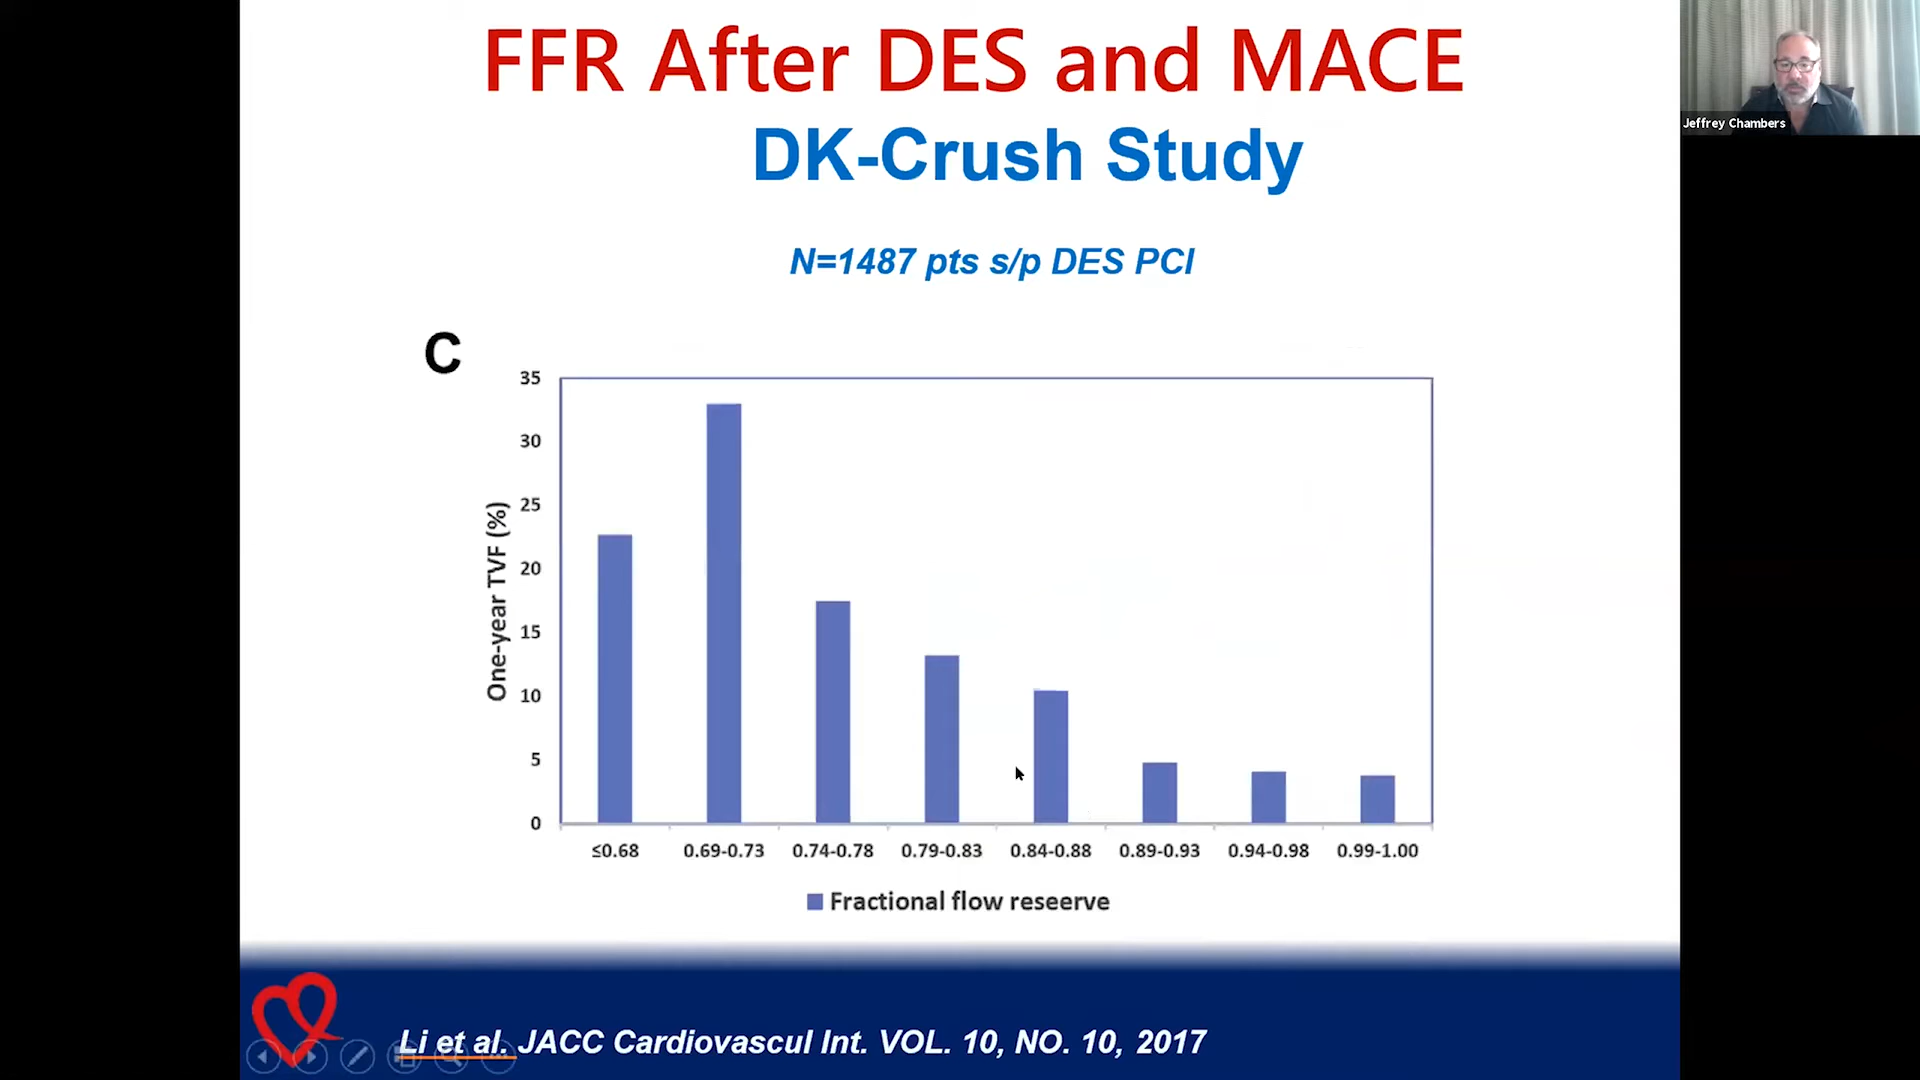 FFR After DES and MACE
DK-Crush Study
N=1487 pts s/p DES PCI
C
35
30
25
20
15
10
5
0
One-year TVF (%)
≤0.68 0.69-0.73 0.74-0.78 0.79-0.83 0.84-0.88 0.89-0.93 0.94-0.98 0.99-1.00
Fractional flow reseerve
Li et al. JACC Cardiovascul Int. VOL. 10, NO. 10, 2017
Jeffrey Chambers